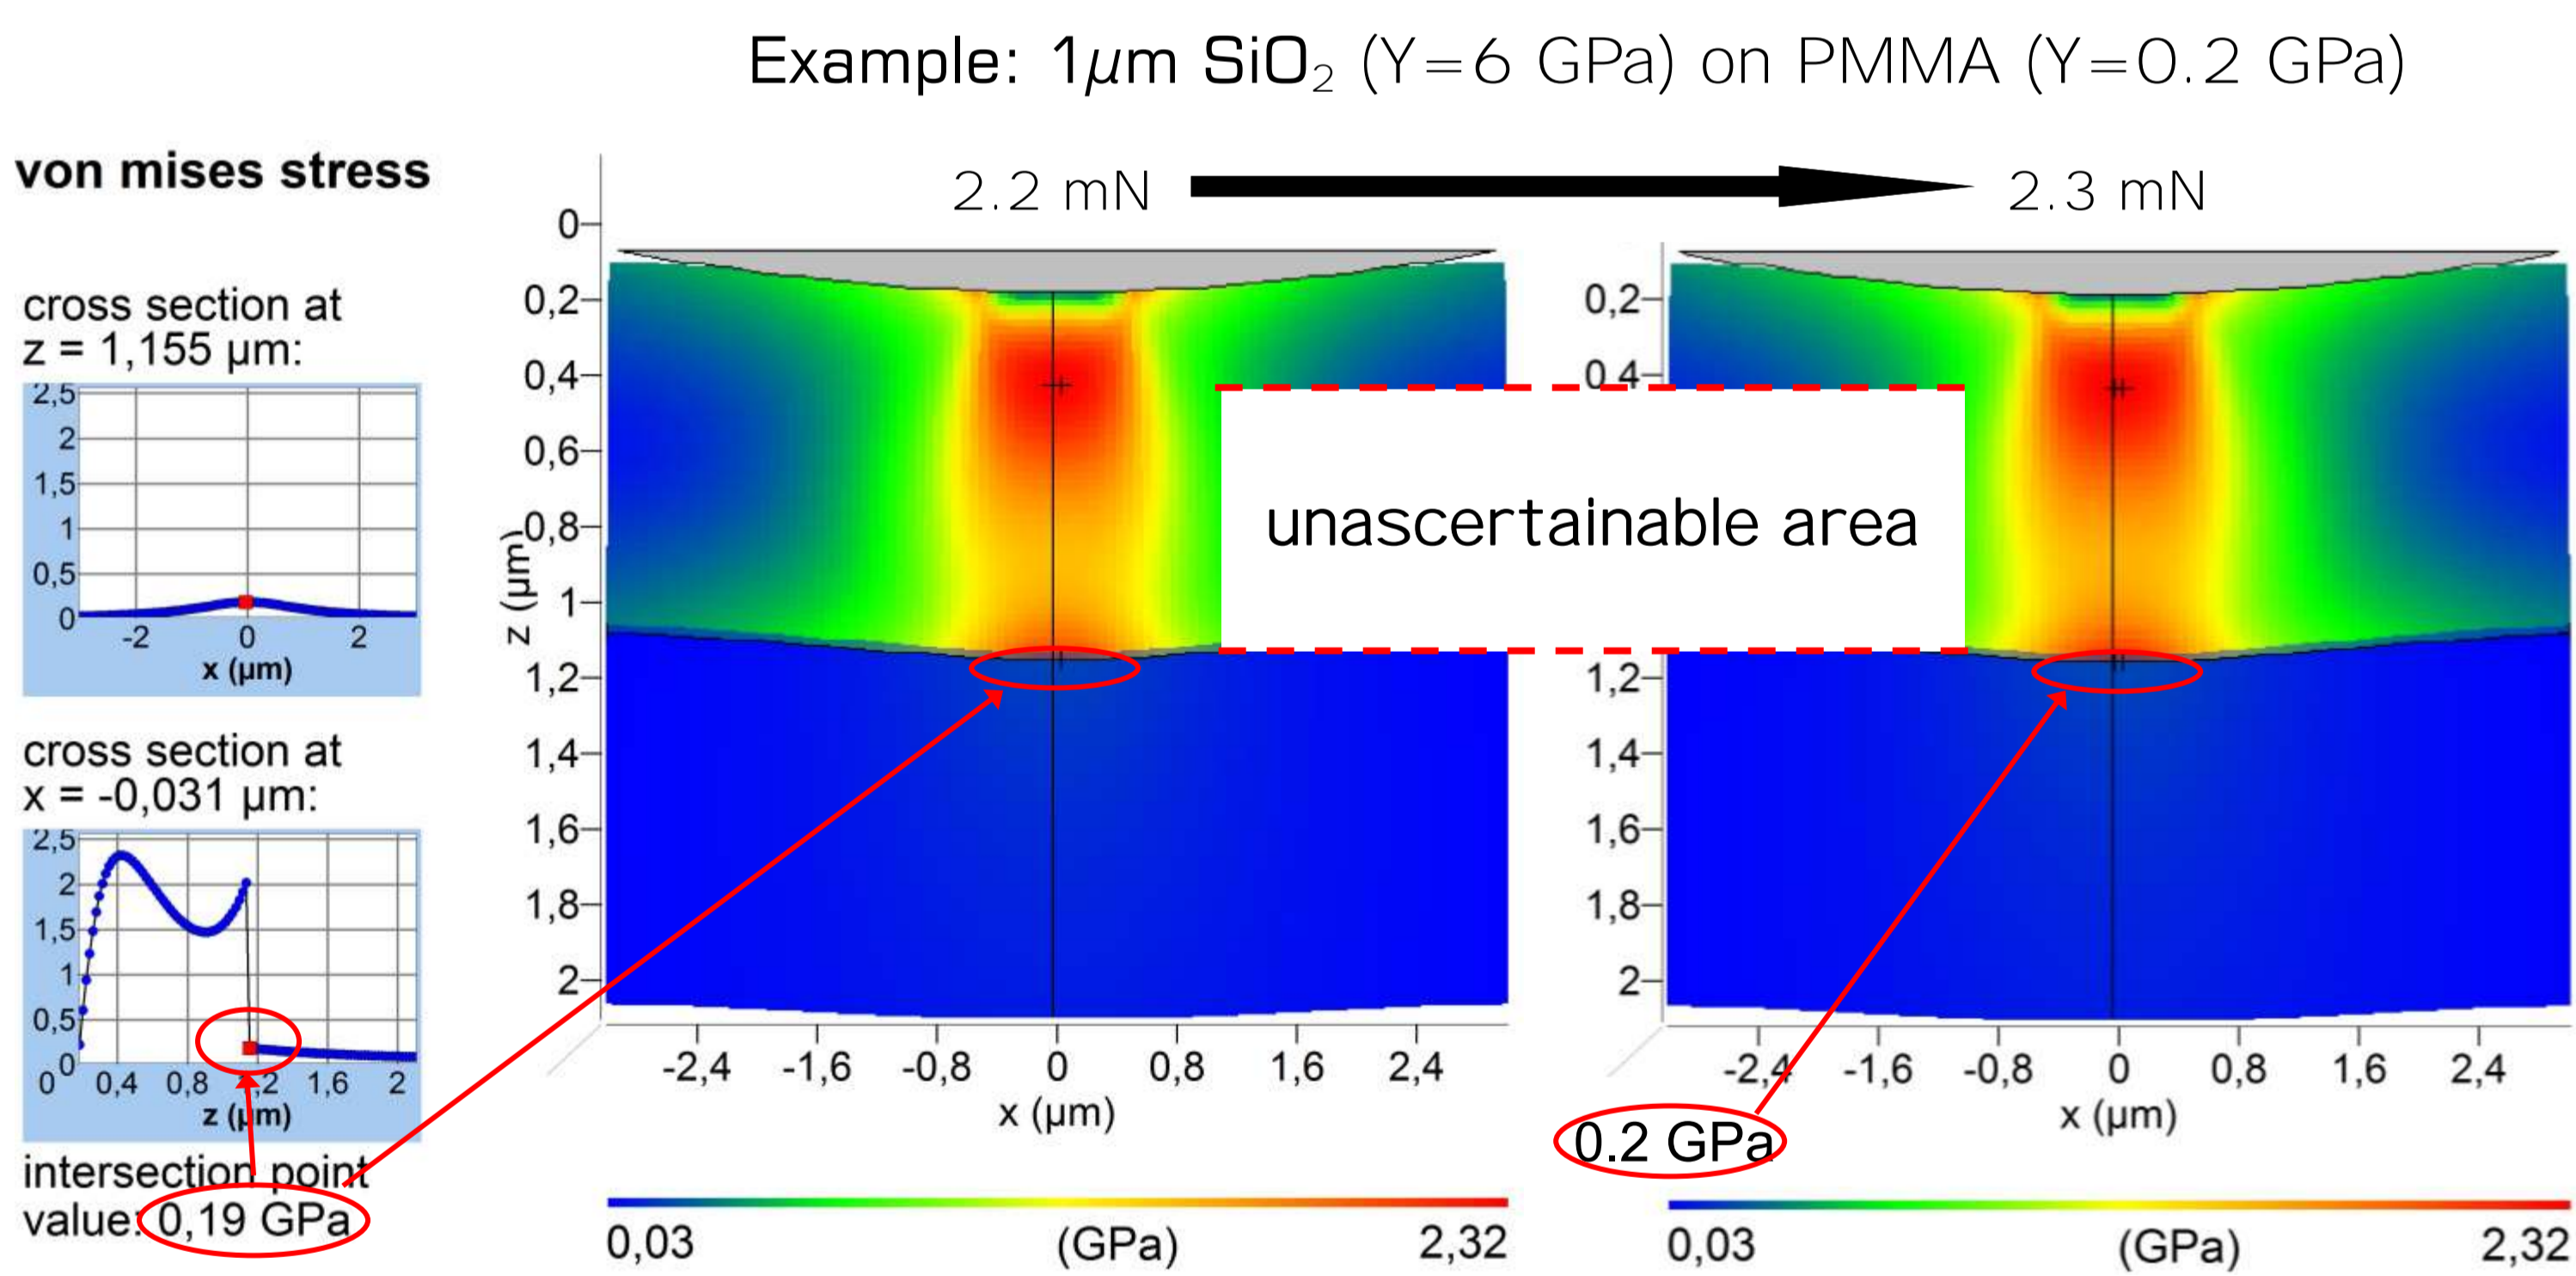 Example: 1μm SiO₂ (Y=6 GPa) on PMMA (Y=0.2 GPa)
von mises stress
2.2 mN
2.3 mN
cross section at
z = 1,155 μm:
2,5
2
1,5
1
0,5
0
-2 0 2
x (μm)
cross section at
x = -0,031 μm:
2,5
2
1,5
1
0,5
0
0 0,4 0,8 1,2 1,6 2
z (μm)
intersection point
value: 0,19 GPa
0
0,2
0,4
0,6
0,8
1
1,2
1,4
1,6
1,8
2
z (μm)
-2,4 -1,6 -0,8 0 0,8 1,6 2,4
x (μm)
0,03 (GPa) 2,32
unascertainable area
0,2
0,4
1,2
1,4
1,6
1,8
2
-2,4 -1,6 -0,8 0 0,8 1,6 2,4
x (μm)
0.2 GPa
0,03 (GPa) 2,32